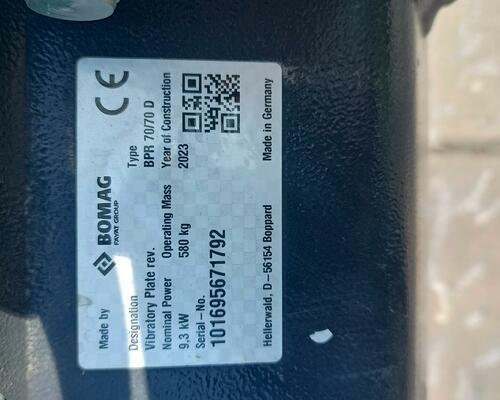 Made by
BOMAG
FAYAT GROUP
CE
Designation Type
Vibratory Plate rev. BPR 70/70 D
Nominal Power Operating Mass Year of Construction
9,3 kW 580 kg 2023
Serial-No.
101695671792
Hellerwald, D-56154 Boppard Made in Germany